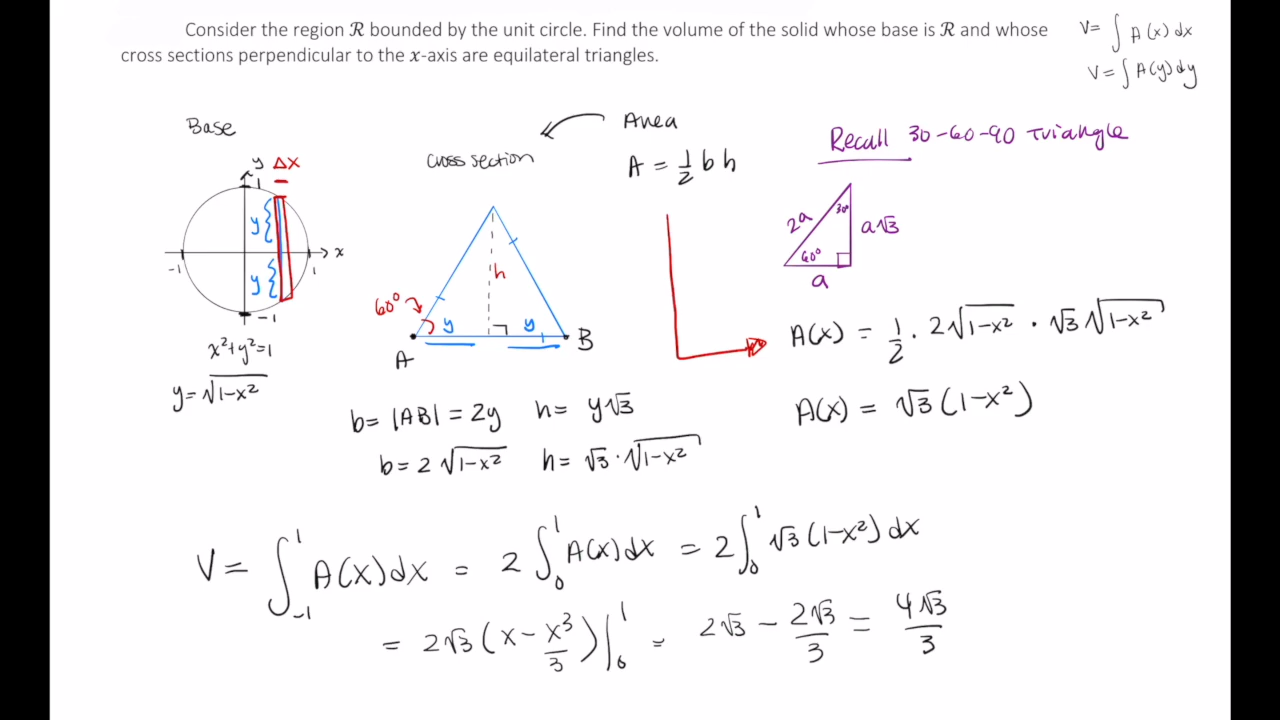 Consider the region ℛ bounded by the unit circle. Find the volume of the solid whose base is ℛ and whose
cross sections perpendicular to the x-axis are equilateral triangles.
V= ∫ A(x) dx
V= ∫ A(y) dy
Base
y Δx
1
y
-1 1 x
y
-1
x²+y²=1
y= √(1-x²)
cross section
Area
A = 1/2 b h
h
60°
y y
A B
b= |AB| = 2y h= y√3
b= 2 √(1-x²) h= √3 · √(1-x²)
Recall 30-60-90 Triangle
2a 30° a√3
60°
a
A(x) = 1/2 · 2√(1-x²) · √3 √(1-x²)
A(x) = √3 (1-x²)
V = ∫₋₁¹ A(x)dx = 2 ∫₀¹ A(x)dx = 2 ∫₀¹ √3 (1-x²) dx
= 2√3 (x - x³/3) |₀¹ = 2√3 - 2√3/3 = 4√3/3